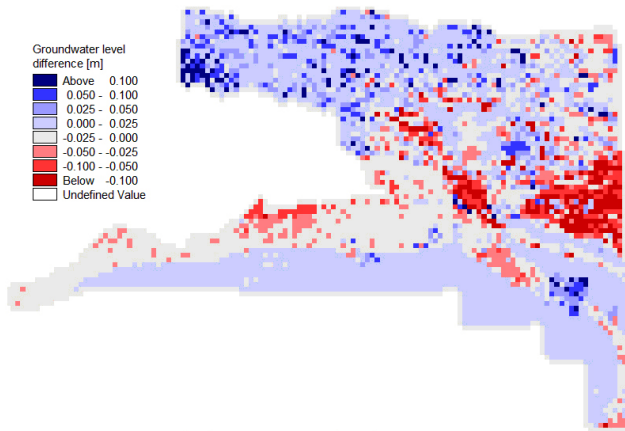 Groundwater level
difference [m]
Above 0.100
0.050 - 0.100
0.025 - 0.050
0.000 - 0.025
-0.025 - 0.000
-0.050 - -0.025
-0.100 - -0.050
Below -0.100
Undefined Value